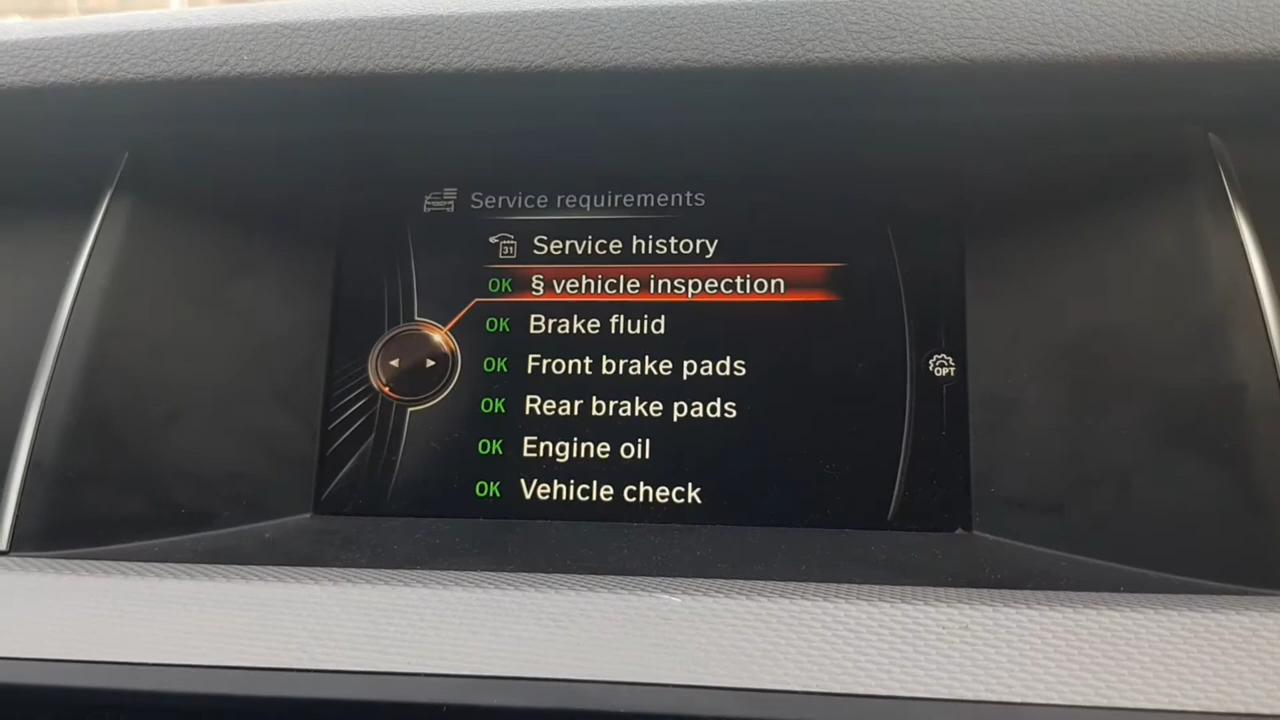 Service requirements
31 Service history
OK § vehicle inspection
OK Brake fluid
OK Front brake pads
OPT
OK Rear brake pads
OK Engine oil
OK Vehicle check